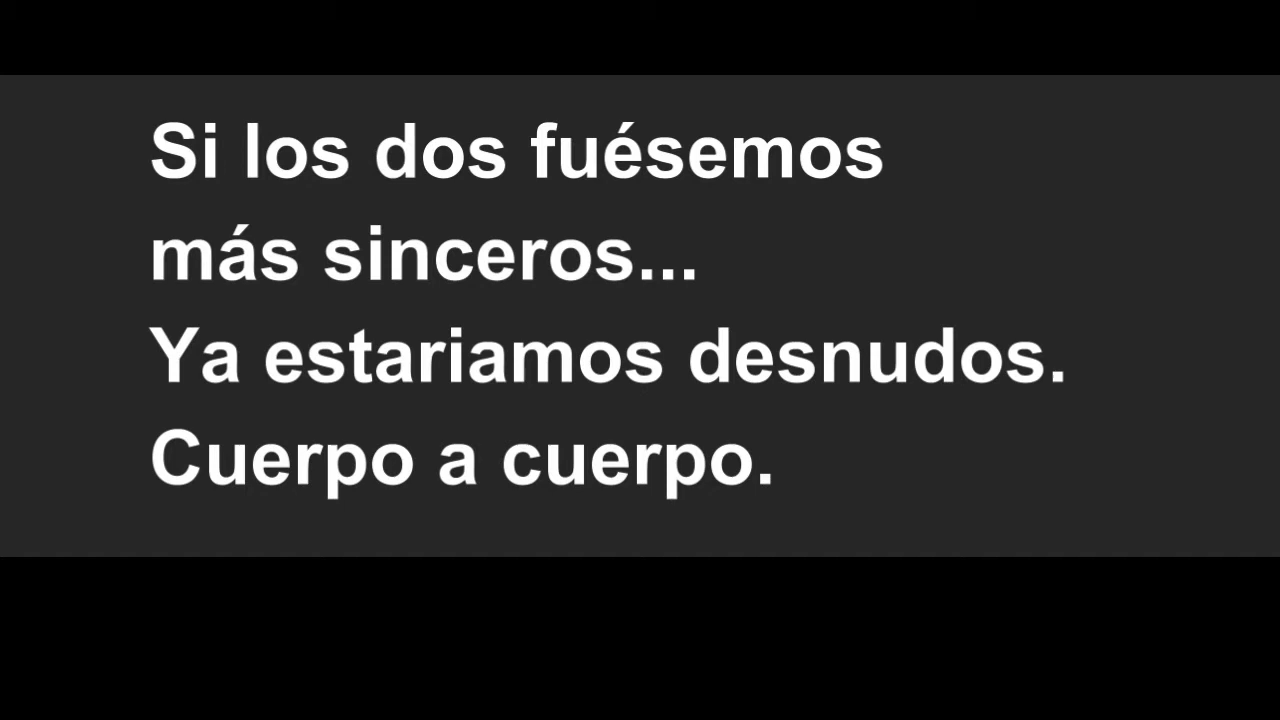 Si los dos fuésemos
más sinceros...
Ya estariamos desnudos.
Cuerpo a cuerpo.